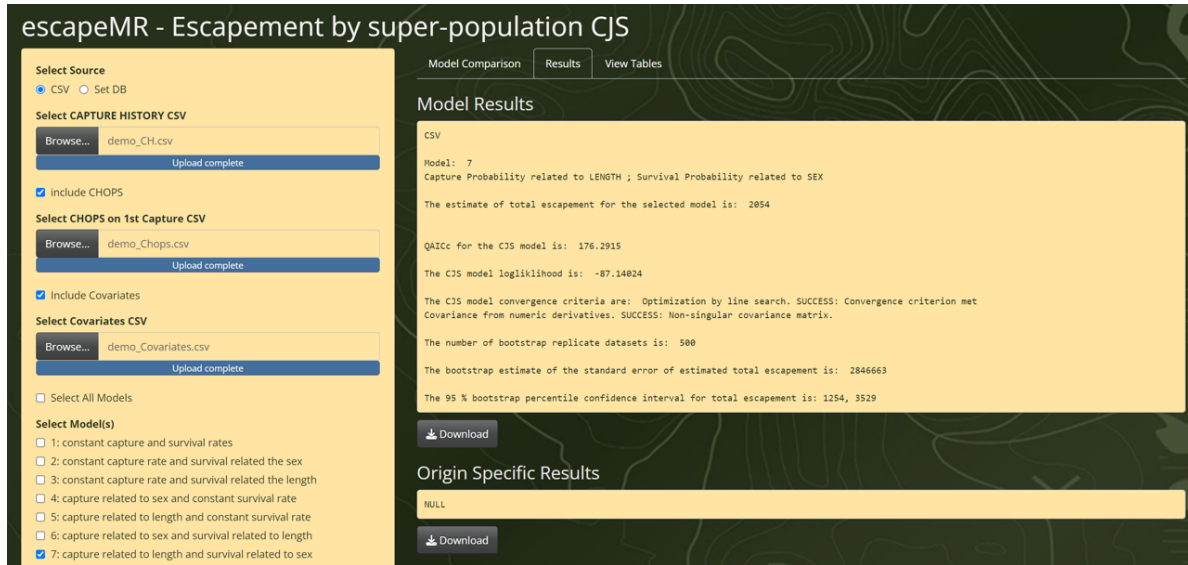 escapeMR - Escapement by super-population CJS
Select Source
CSV
Set DB
Select CAPTURE HISTORY CSV
Browse... demo_CH.csv
Upload complete
include CHOPS
Select CHOPS on 1st Capture CSV
Browse... demo_Chops.csv
Upload complete
Include Covariates
Select Covariates CSV
Browse... demo_Covariates.csv
Upload complete
Select All Models
Select Model(s)
1: constant capture and survival rates
2: constant capture rate and survival related the sex
3: constant capture rate and survival related the length
4: capture related to sex and constant survival rate
5: capture related to length and constant survival rate
6: capture related to sex and survival related to length
7: capture related to length and survival related to sex
Model Comparison Results View Tables
Model Results
CSV
Model: 7
Capture Probability related to LENGTH ; Survival Probability related to SEX
The estimate of total escapement for the selected model is: 2054
QAICc for the CJS model is: 176.2915
The CJS model logliklihood is: -87.14024
The CJS model convergence criteria are: Optimization by line search. SUCCESS: Convergence criterion met
Covariance from numeric derivatives. SUCCESS: Non-singular covariance matrix.
The number of bootstrap replicate datasets is: 500
The bootstrap estimate of the standard error of estimated total escapement is: 2846663
The 95 % bootstrap percentile confidence interval for total escapement is: 1254, 3529
Download
Origin Specific Results
NULL
Download